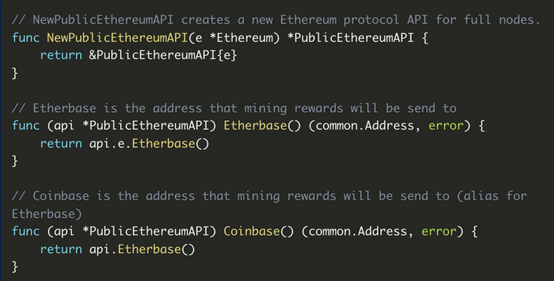 // NewPublicEthereumAPI creates a new Ethereum protocol API for full nodes.
func NewPublicEthereumAPI(e *Ethereum) *PublicEthereumAPI {
    return &PublicEthereumAPI{e}
}

// Etherbase is the address that mining rewards will be send to
func (api *PublicEthereumAPI) Etherbase() (common.Address, error) {
    return api.e.Etherbase()
}

// Coinbase is the address that mining rewards will be send to (alias for
Etherbase)
func (api *PublicEthereumAPI) Coinbase() (common.Address, error) {
    return api.Etherbase()
}